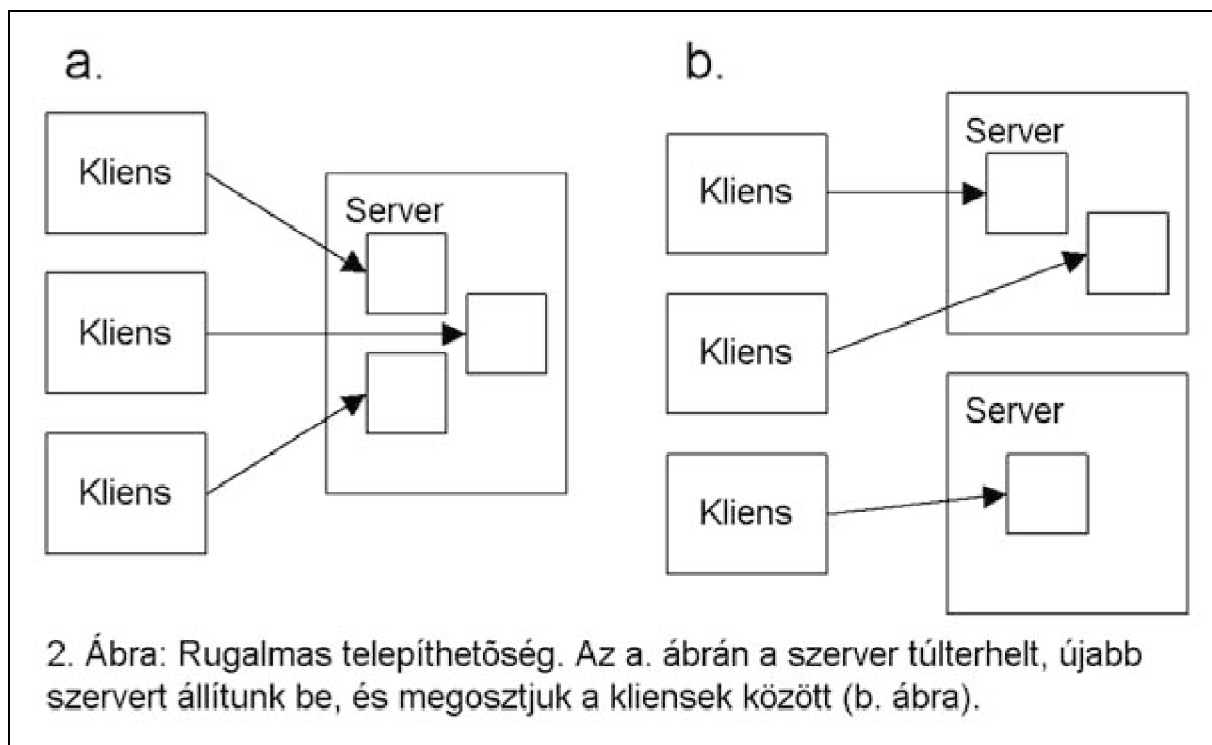 a.
Kliens
Kliens
Kliens
Server
b.
Kliens
Kliens
Kliens
Server
Server
2. Ábra: Rugalmas telepíthetõség. Az a. ábrán a szerver túlterhelt, újabb
szervert állítunk be, és megosztjuk a kliensek között (b. ábra).